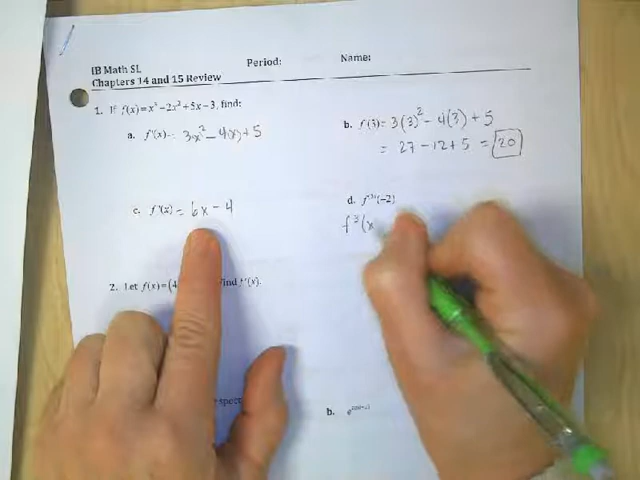 IB Math SL Period: Name:
Chapters 14 and 15 Review
1. If f(x)=x³-2x²+5x-3, find:
a. f'(x)= 3x²-4(x)+5
b. f'(3)= 3(3)²-4(3)+5
= 27-12+5 = 20
c. f''(x) = 6x-4
d. f⁽³⁾(-2)
f³(x
2. Let f(x)=(4 find f''(x).
b.